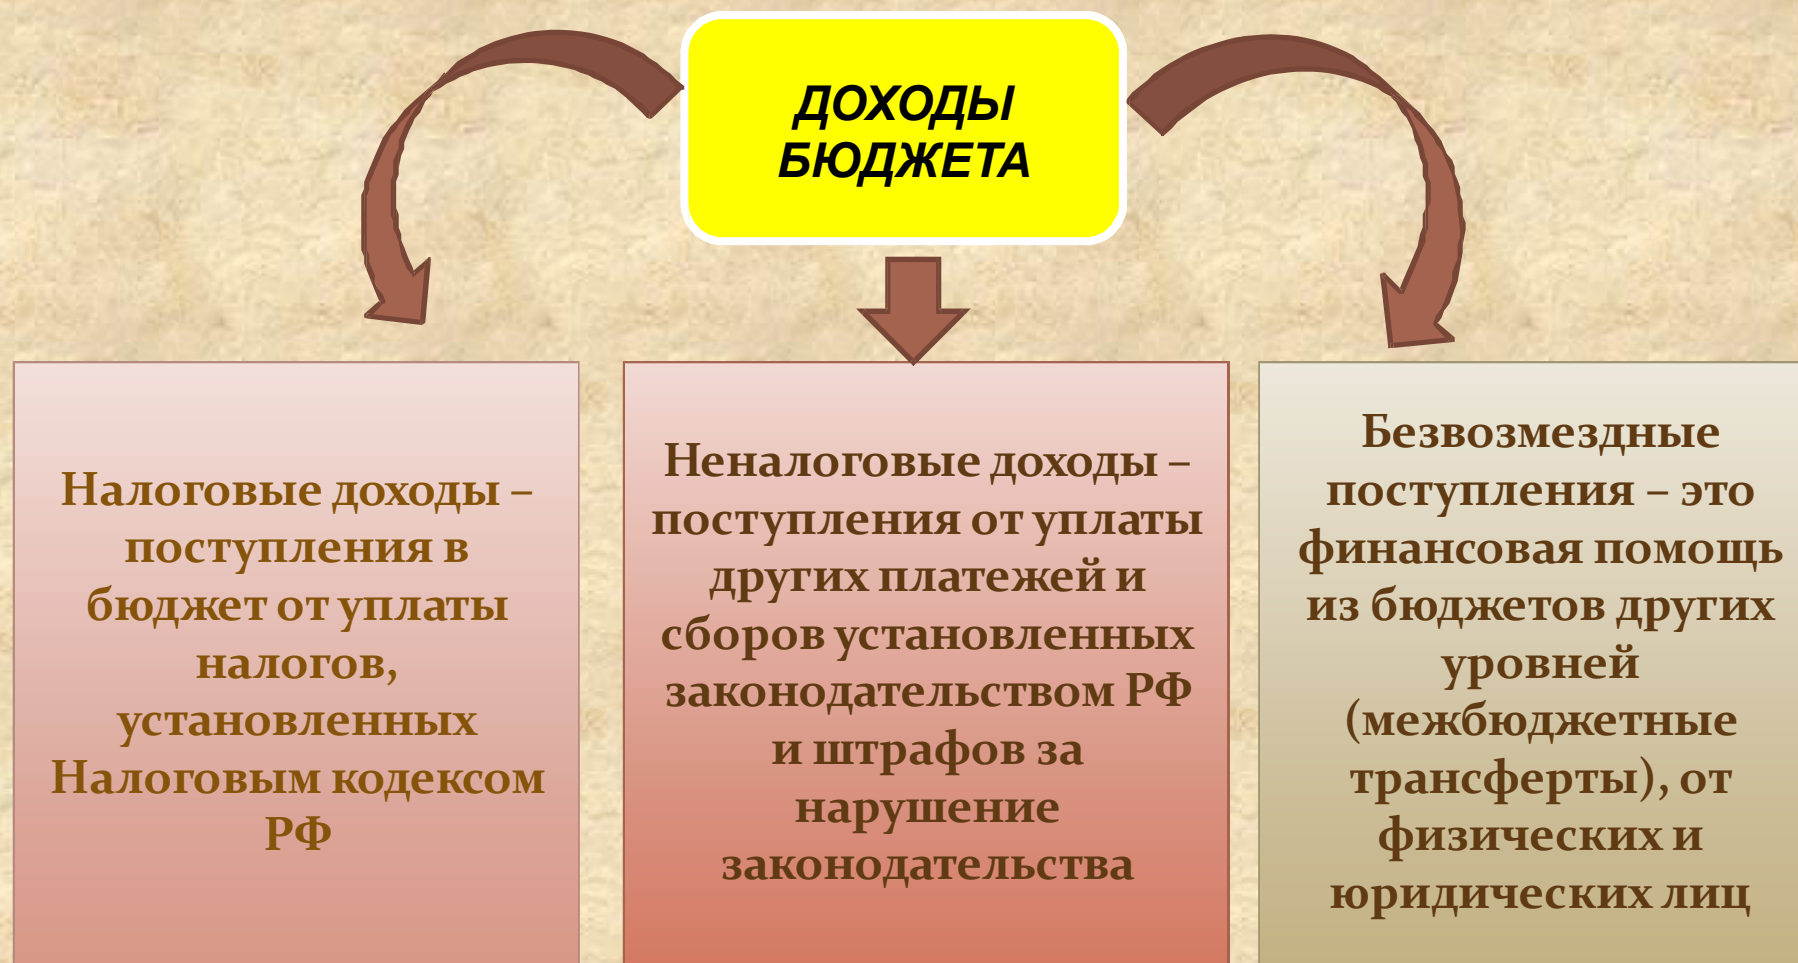 ДОХОДЫ
БЮДЖЕТА
Налоговые доходы –
поступления в
бюджет от уплаты
налогов,
установленных
Налоговым кодексом
РФ
Неналоговые доходы –
поступления от уплаты
других платежей и
сборов установленных
законодательством РФ
и штрафов за
нарушение
законодательства
Безвозмездные
поступления – это
финансовая помощь
из бюджетов других
уровней
(межбюджетные
трансферты), от
физических и
юридических лиц